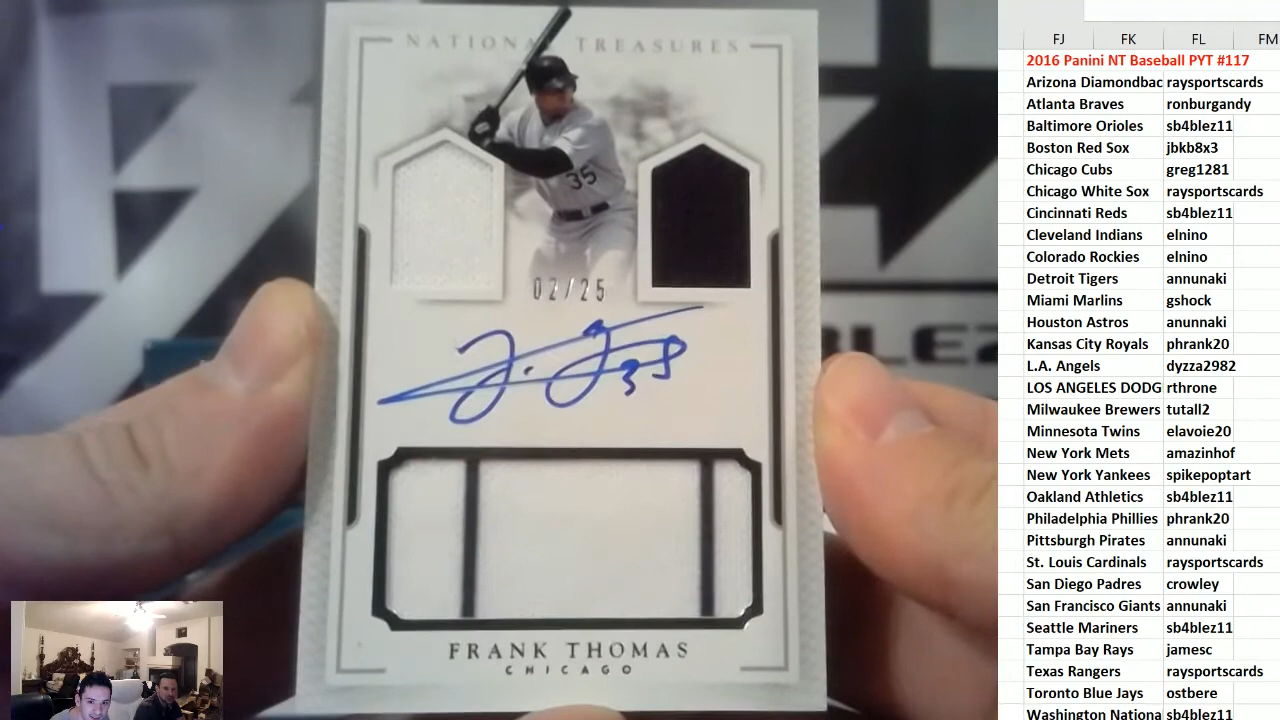 NATIONAL TREASURES
35
02/25
35
FRANK THOMAS
CHICAGO
FJ FK FL FM
2016 Panini NT Baseball PYT #117
Arizona Diamondbac raysportscards
Atlanta Braves ronburgandy
Baltimore Orioles sb4blez11
Boston Red Sox jbkb8x3
Chicago Cubs greg1281
Chicago White Sox raysportscards
Cincinnati Reds sb4blez11
Cleveland Indians elnino
Colorado Rockies elnino
Detroit Tigers annunaki
Miami Marlins gshock
Houston Astros anunnaki
Kansas City Royals phrank20
L.A. Angels dyzza2982
LOS ANGELES DODG rthrone
Milwaukee Brewers tutall2
Minnesota Twins elavoie20
New York Mets amazinhof
New York Yankees spikepoptart
Oakland Athletics sb4blez11
Philadelphia Phillies phrank20
Pittsburgh Pirates annunaki
St. Louis Cardinals raysportscards
San Diego Padres crowley
San Francisco Giants annunaki
Seattle Mariners sb4blez11
Tampa Bay Rays jamesc
Texas Rangers raysportscards
Toronto Blue Jays ostbere
Washington Nationa sb4blez11